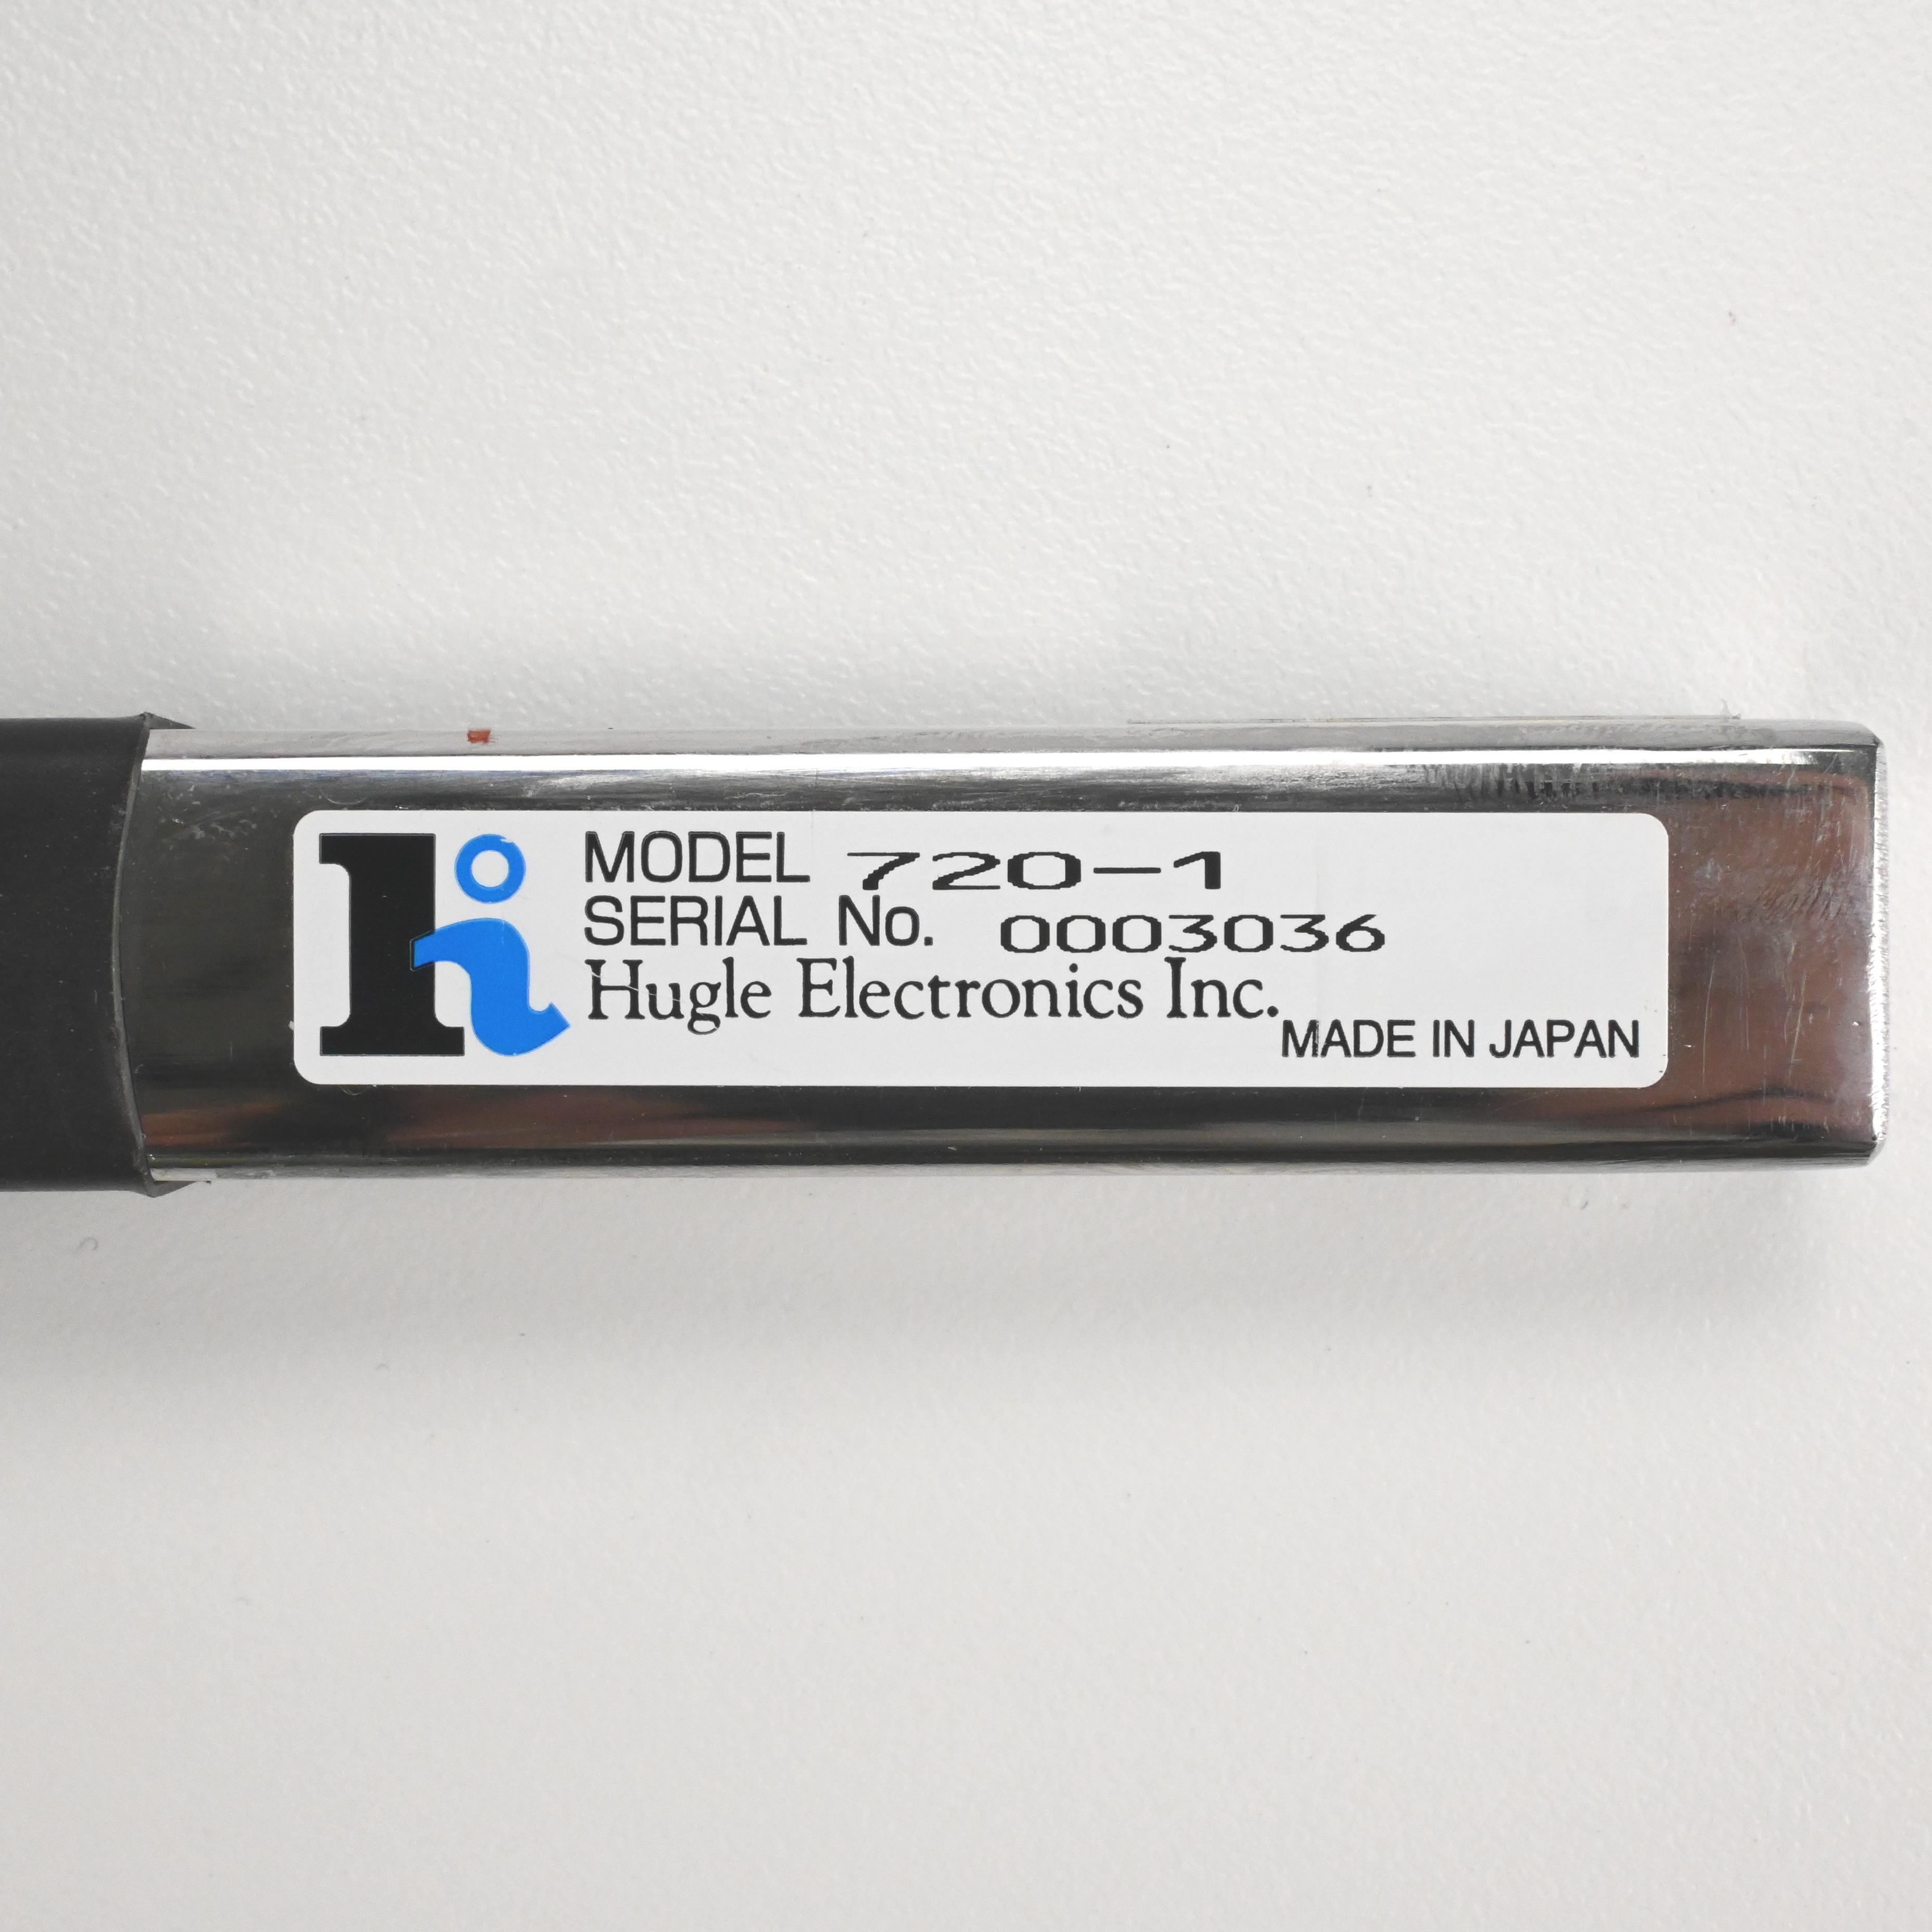 MODEL 720-1
SERIAL No. 0003036
Hugle Electronics Inc.
MADE IN JAPAN